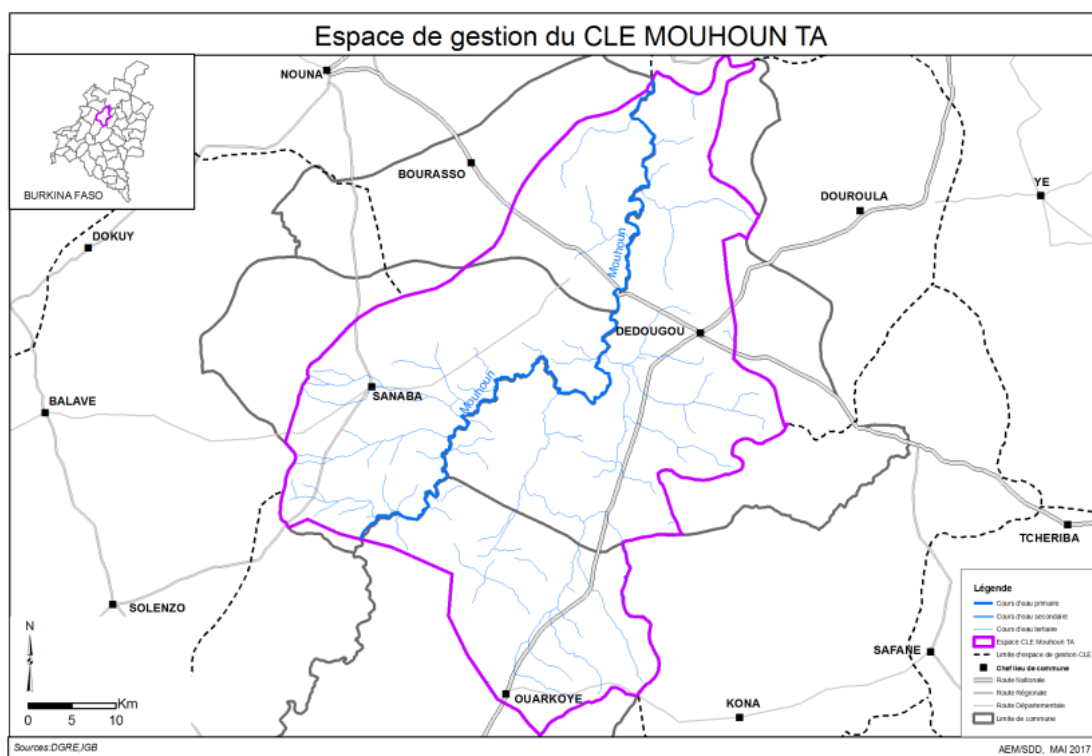 Espace de gestion du CLE MOUHOUN TA
BURKINA FASO
NOUNA
BOURASSO
YE
DOUROULA
DOKUY
Mouhoun
DEDOUGOU
Mouhoun
SANABA
BALAVE
TCHERIBA
SOLENZO
SAFANE
OUARKOYE
KONA
N
0 5 10 Km
Légende
Cours d'eau primaire
Cours d'eau secondaire
Cours d'eau tertiaire
Espace CLE Mouhoun TA
Limite d'espace de gestion CLE
Chef lieu de commune
Route Nationale
Route Régionale
Route Départementale
Limite de commune
Sources:DGRE,IGB
AEM/SDD, MAI 2017